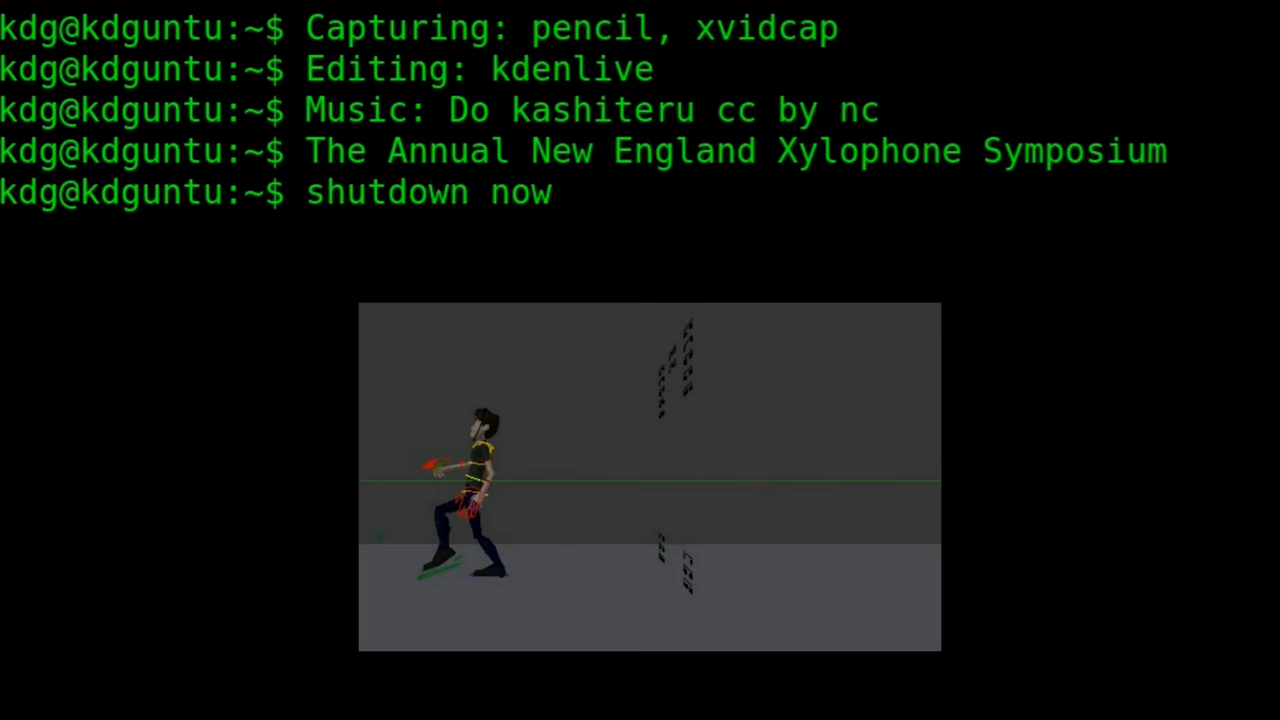 kdg@kdguntu:~$ Capturing: pencil, xvidcap
kdg@kdguntu:~$ Editing: kdenlive
kdg@kdguntu:~$ Music: Do kashiteru cc by nc
kdg@kdguntu:~$ The Annual New England Xylophone Symposium
kdg@kdguntu:~$ shutdown now